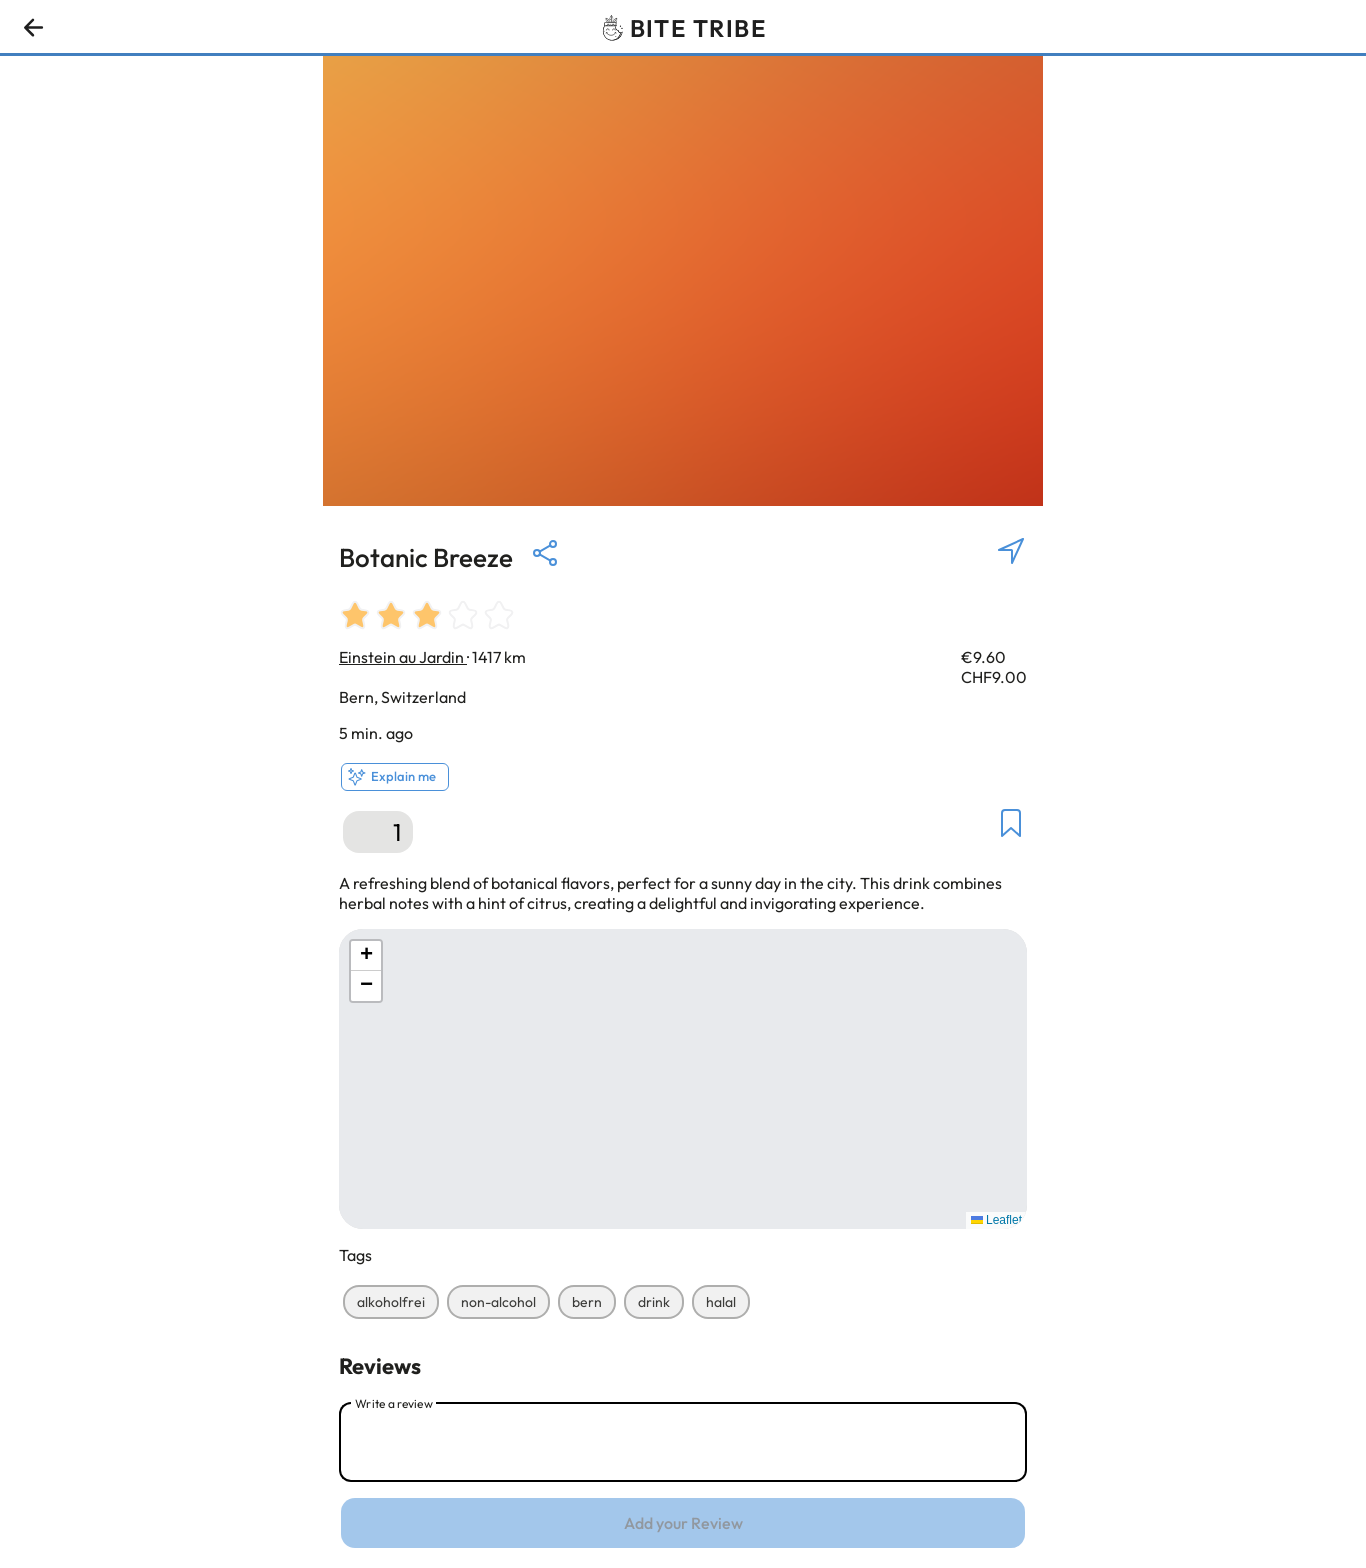 BITE TRIBE
Botanic Breeze
Einstein au Jardin · 1417 km
€9.60
CHF9.00
Bern, Switzerland
5 min. ago
Explain me
1
A refreshing blend of botanical flavors, perfect for a sunny day in the city. This drink combines
herbal notes with a hint of citrus, creating a delightful and invigorating experience.
+
−
Leaflet
Tags
alkoholfrei non-alcohol bern drink halal
Reviews
Write a review
Add your Review